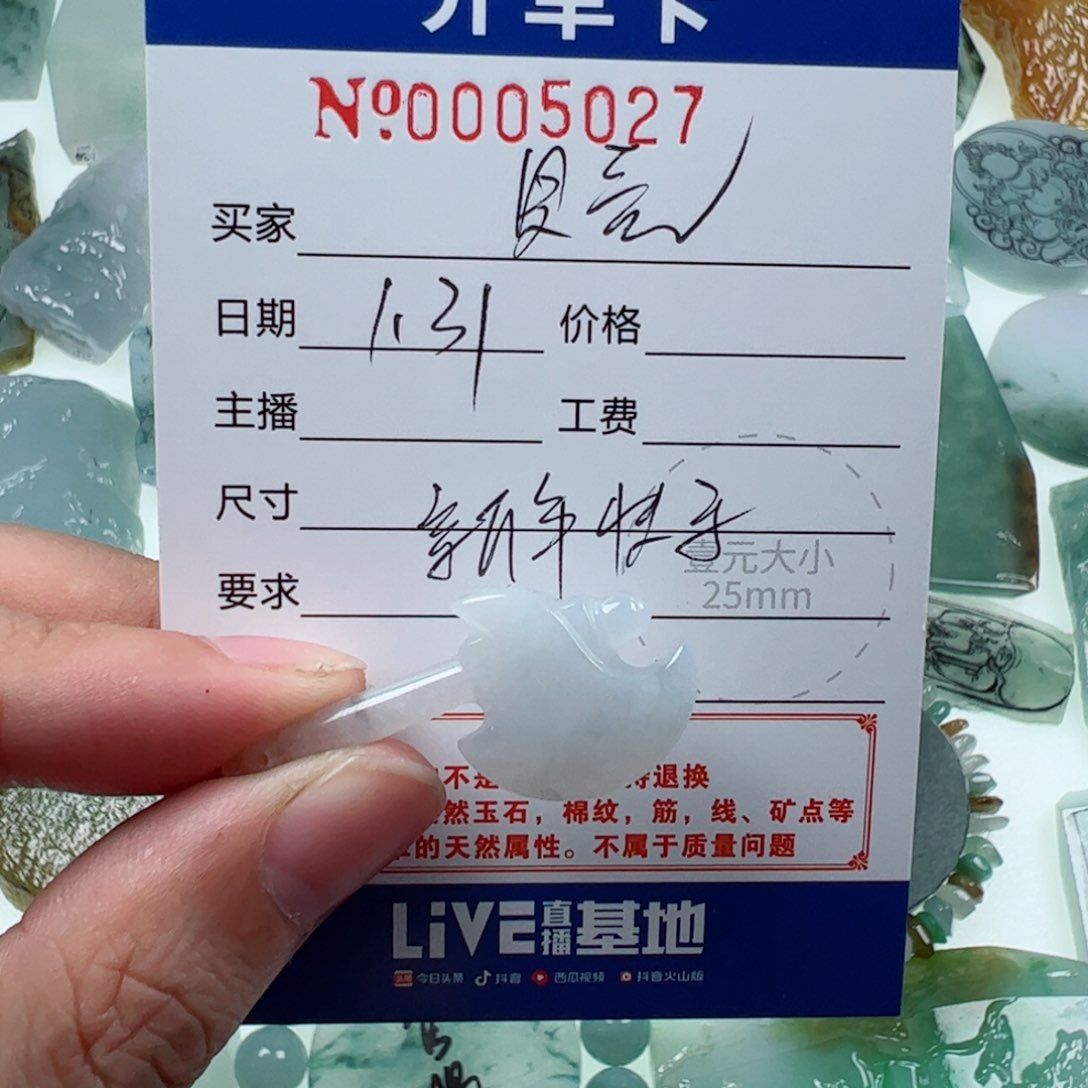 开单卡
No.0005027
买家 贝亮
日期 1.31 价格
主播 工费
尺寸 新年快乐
壹元大小
要求 25mm
不是 退换
然玉石，棉纹，筋，线、矿点等
的天然属性。不属于质量问题
LiVE直播基地
今日头条 抖音 西瓜视频 抖音火山版